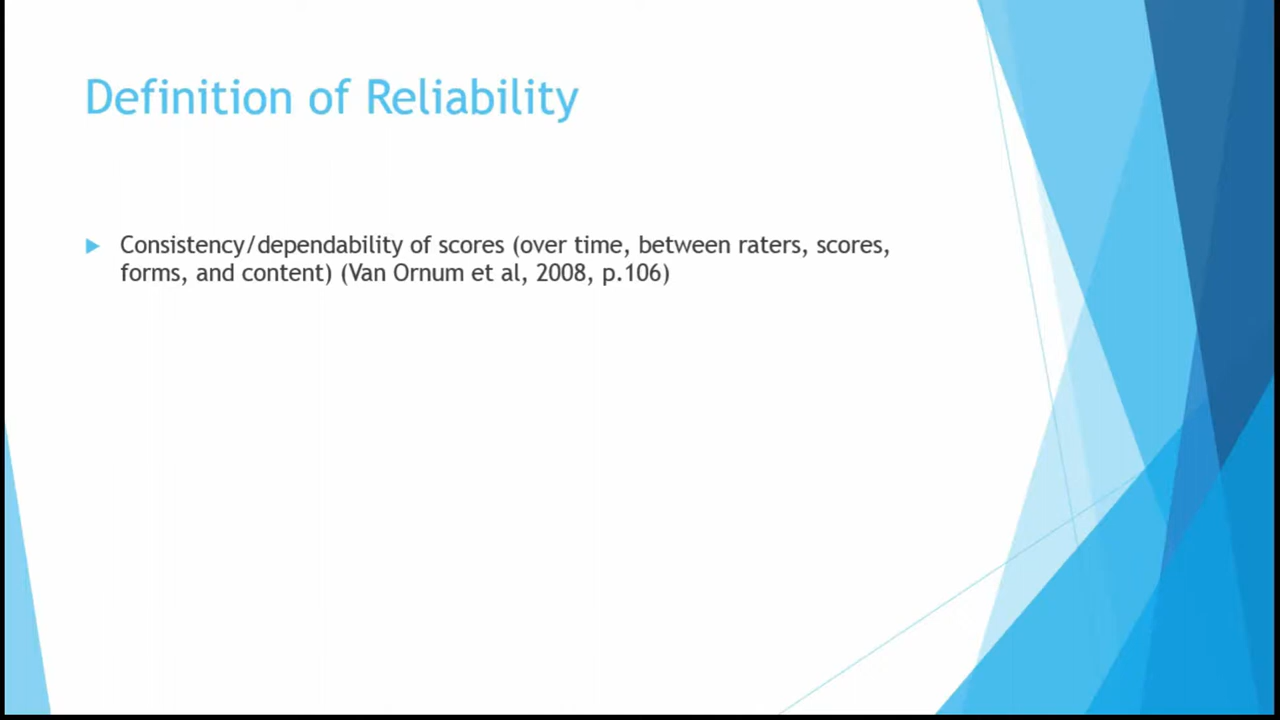 Definition of Reliability
Consistency/dependability of scores (over time, between raters, scores,
forms, and content) (Van Ornum et al, 2008, p.106)